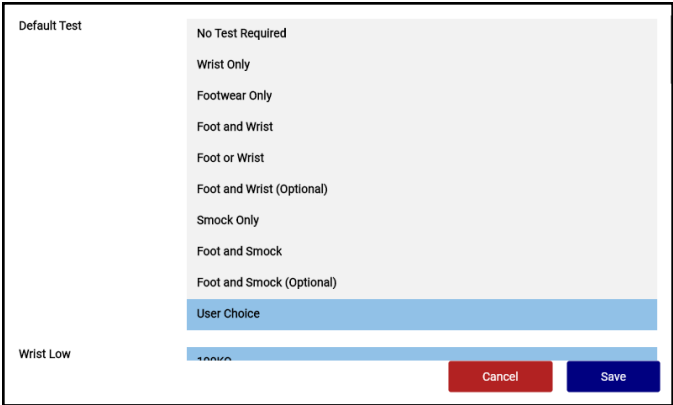 Default Test
No Test Required
Wrist Only
Footwear Only
Foot and Wrist
Foot or Wrist
Foot and Wrist (Optional)
Smock Only
Foot and Smock
Foot and Smock (Optional)
User Choice
Wrist Low
Cancel
Save